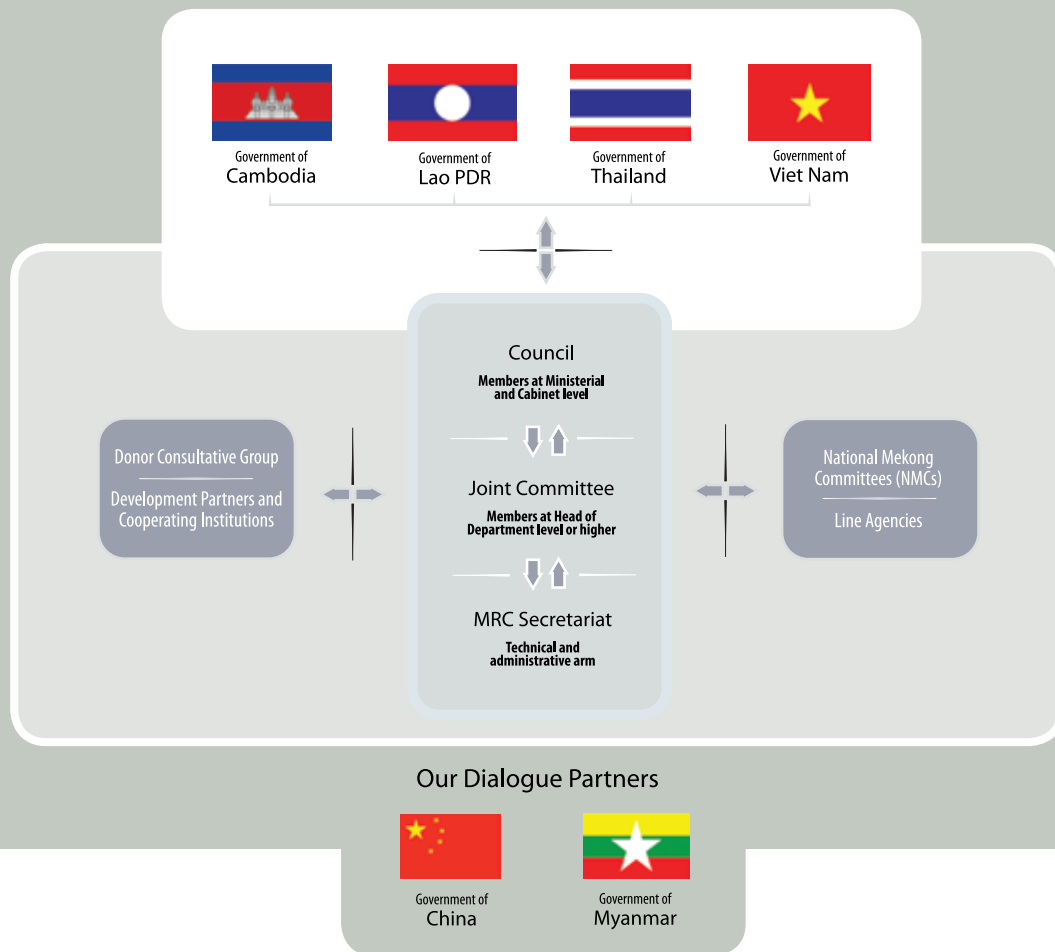 Government of
Cambodia
Government of
Lao PDR
Government of
Thailand
Government of
Viet Nam
Council
Members at Ministerial
and Cabinet level
Donor Consultative Group
Development Partners and
Cooperating Institutions
Joint Committee
Members at Head of
Department level or higher
National Mekong
Committees (NMCs)
Line Agencies
MRC Secretariat
Technical and
administrative arm
Our Dialogue Partners
Government of
China
Government of
Myanmar